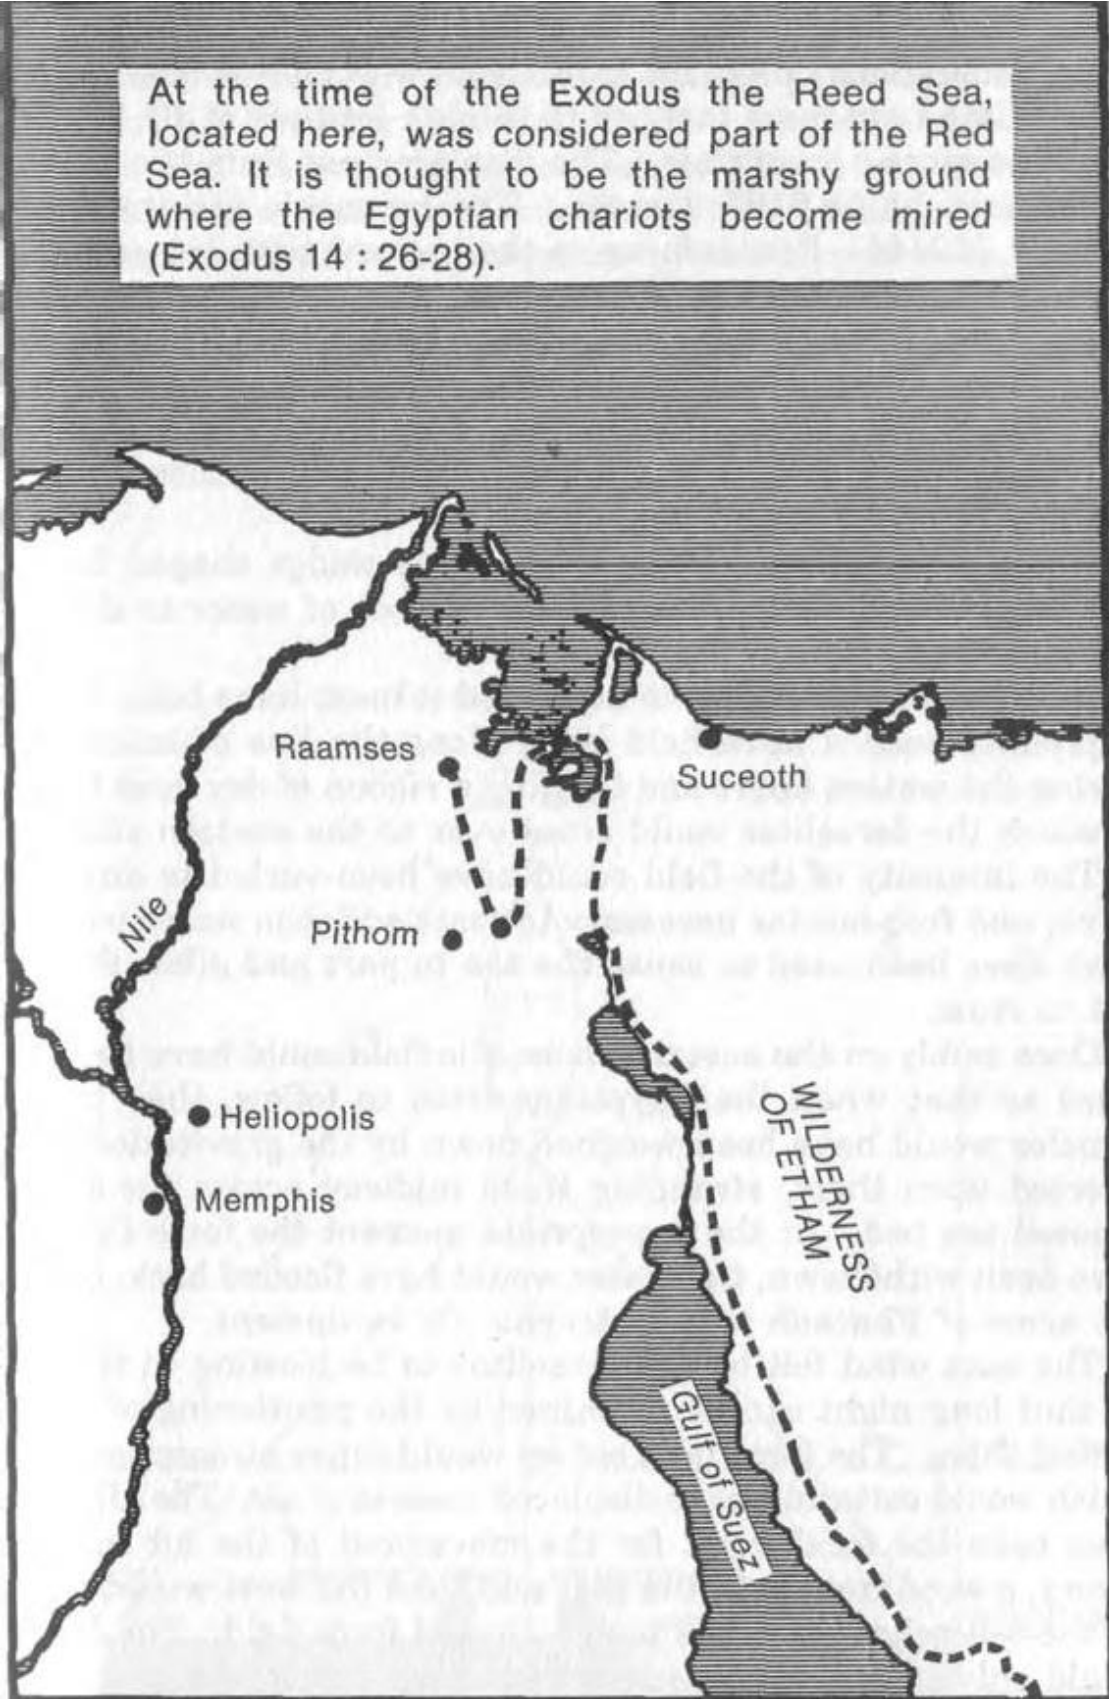 At the time of the Exodus the Reed Sea,
located here, was considered part of the Red
Sea. It is thought to be the marshy ground
where the Egyptian chariots become mired
(Exodus 14 : 26-28).
Raamses
Suceoth
Nile
Pithom
Heliopolis
Memphis
WILDERNESS
OF ETHAM
Gulf of Suez